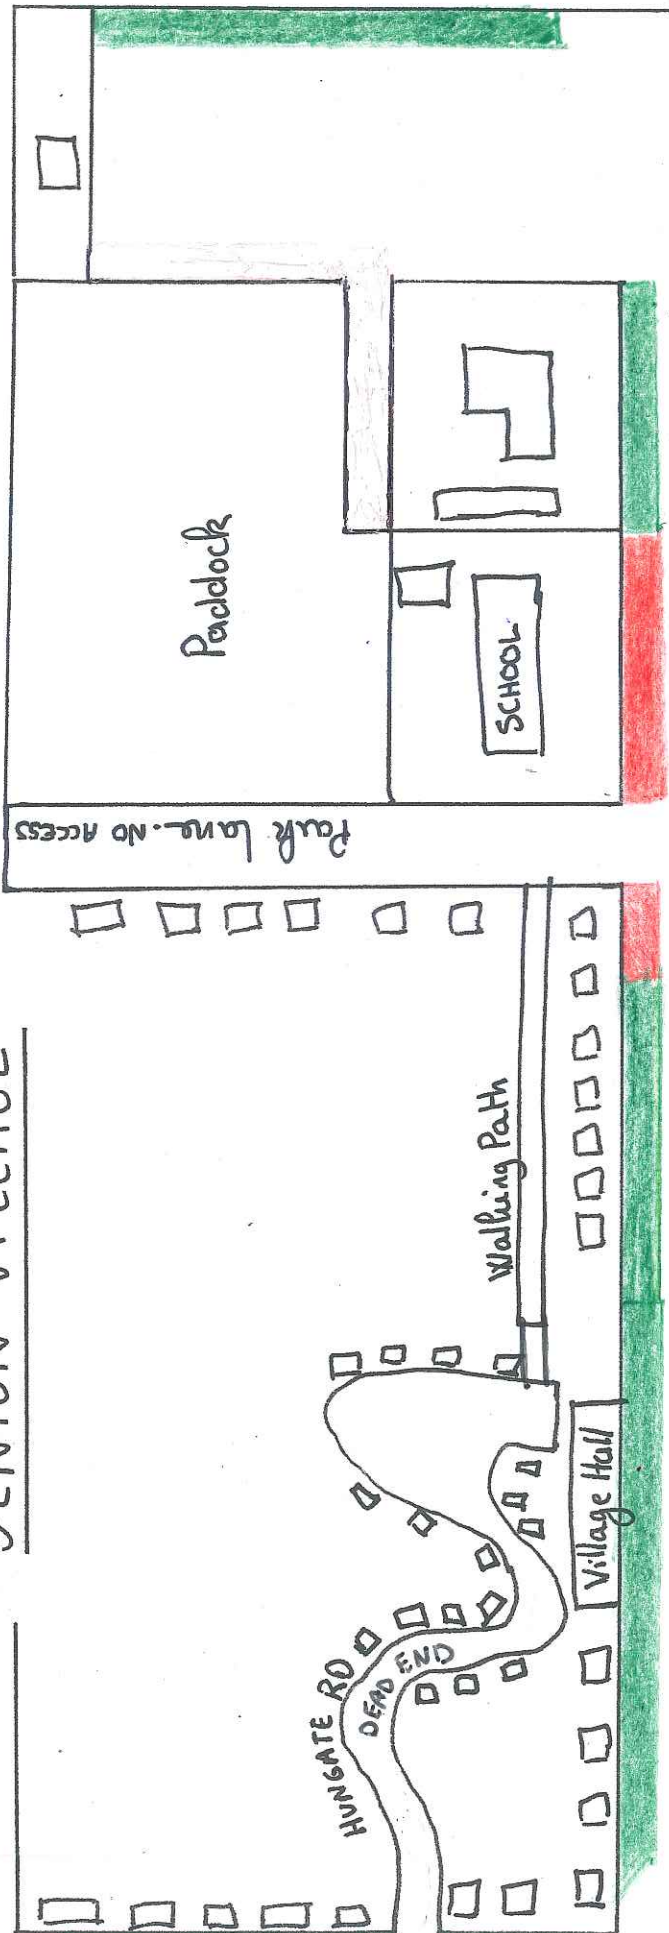 Paddock
SCHOOL
Park Lane - NO ACCESS
Walking Path
Village Hall
HUNGATE RD
DEAD END